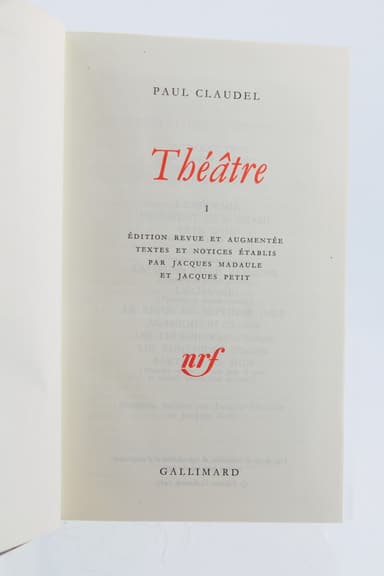 PAUL CLAUDEL
Théâtre
I
ÉDITION REVUE ET AUGMENTÉE
TEXTES ET NOTICES ÉTABLIS
PAR JACQUES MADAULE
ET JACQUES PETIT
nrf
GALLIMARD